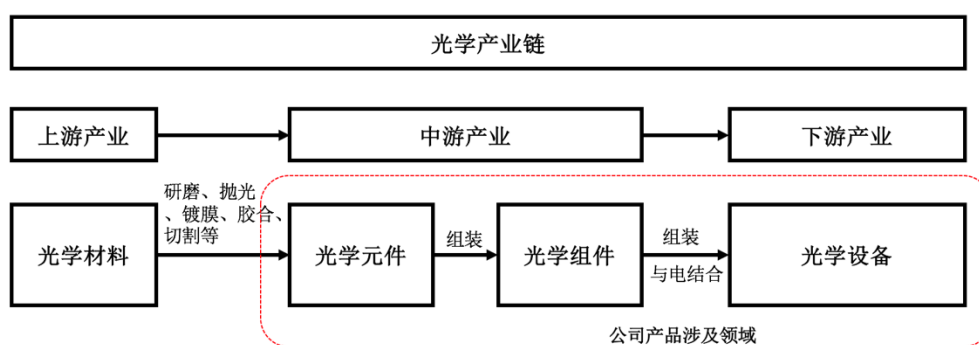 光学产业链
上游产业
中游产业
下游产业
研磨、抛光
、镀膜、胶合、
切割等
光学材料
光学元件
组装
光学组件
组装
与电结合
光学设备
公司产品涉及领域